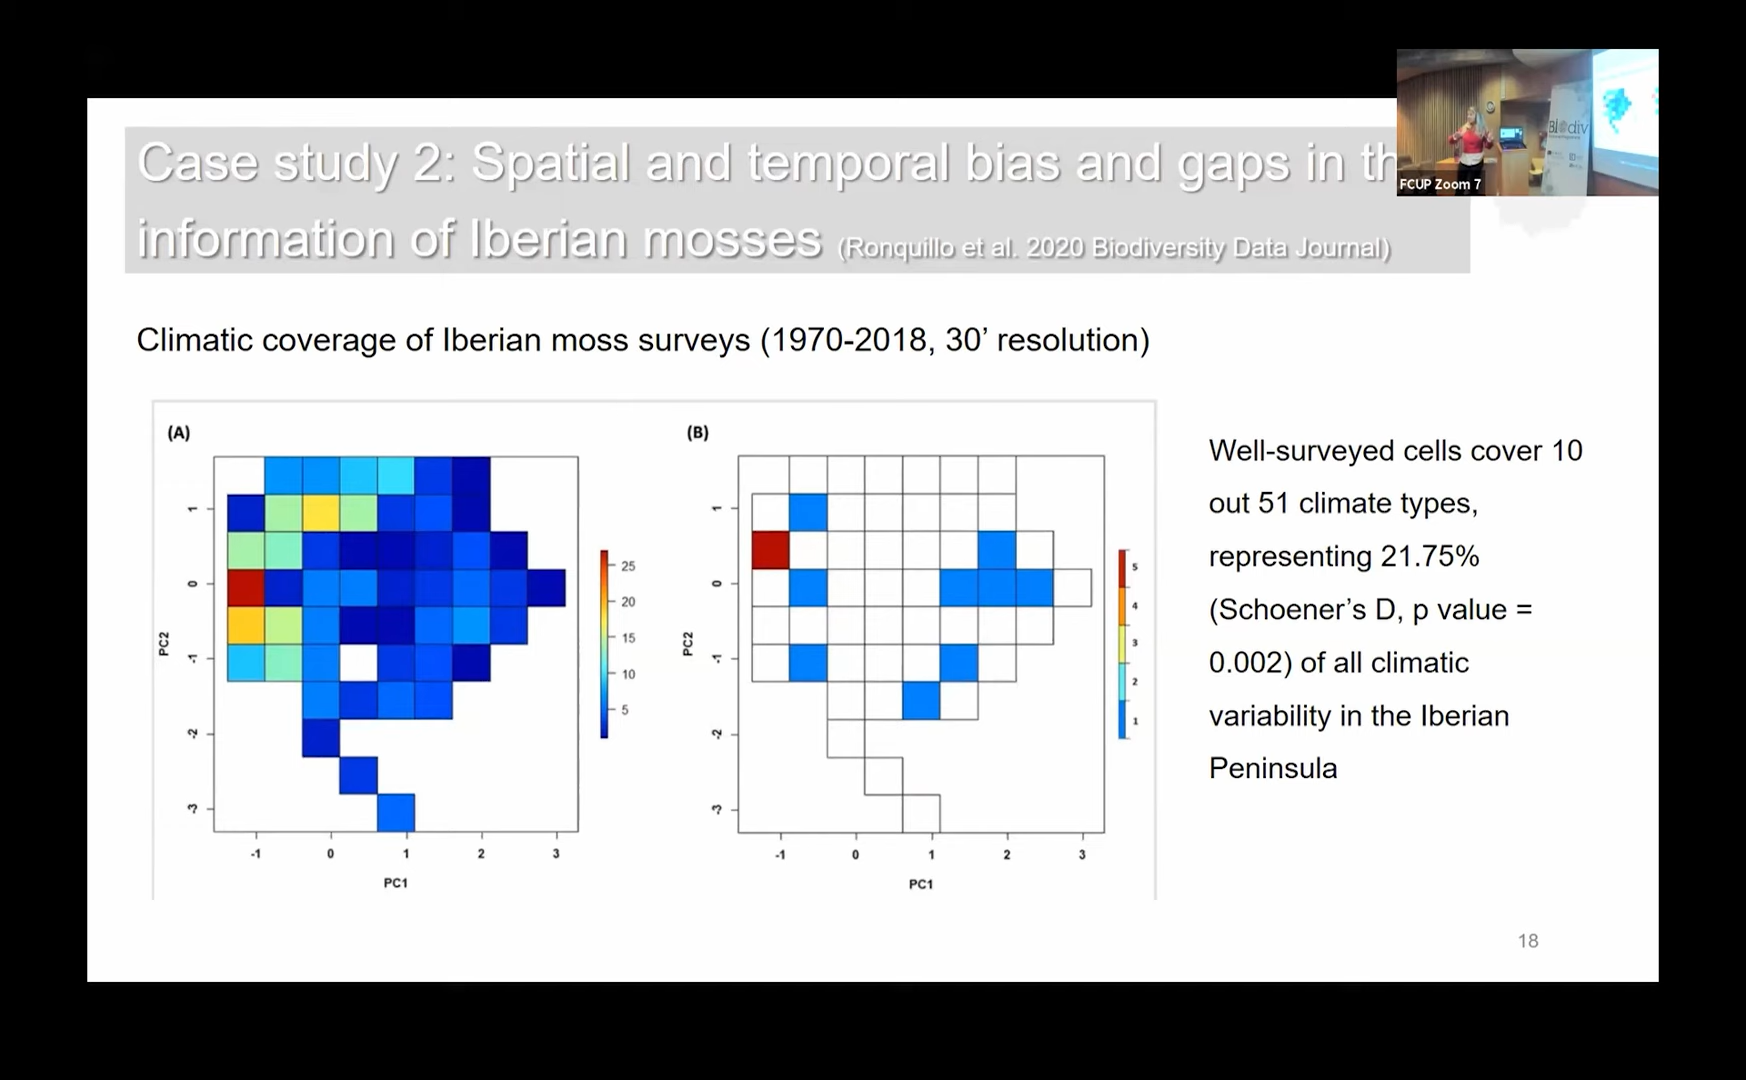 Case study 2: Spatial and temporal bias and gaps in th
information of Iberian mosses (Ronquillo et al. 2020 Biodiversity Data Journal)
FCUP Zoom 7
Biodiv
Climatic coverage of Iberian moss surveys (1970-2018, 30’ resolution)
(A)
PC2
1
0
-1
-2
-3
-1 0 1 2 3
PC1
25
20
15
10
5
(B)
PC2
1
0
-1
-2
-3
-1 0 1 2 3
PC1
5
4
3
2
1
Well-surveyed cells cover 10
out 51 climate types,
representing 21.75%
(Schoener’s D, p value =
0.002) of all climatic
variability in the Iberian
Peninsula
18